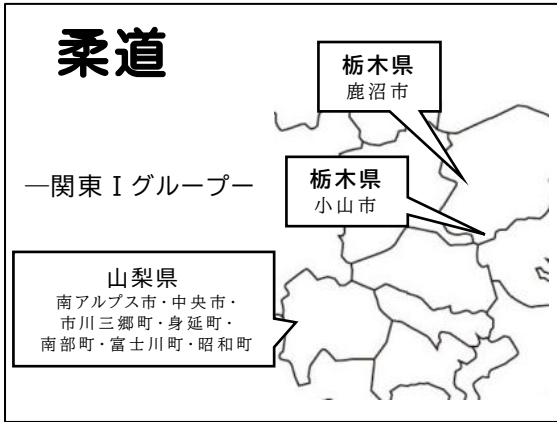 柔道
栃木県
鹿沼市
―関東Ⅰグループ―
栃木県
小山市
山梨県
南アルプス市・中央市・
市川三郷町・身延町・
南部町・富士川町・昭和町